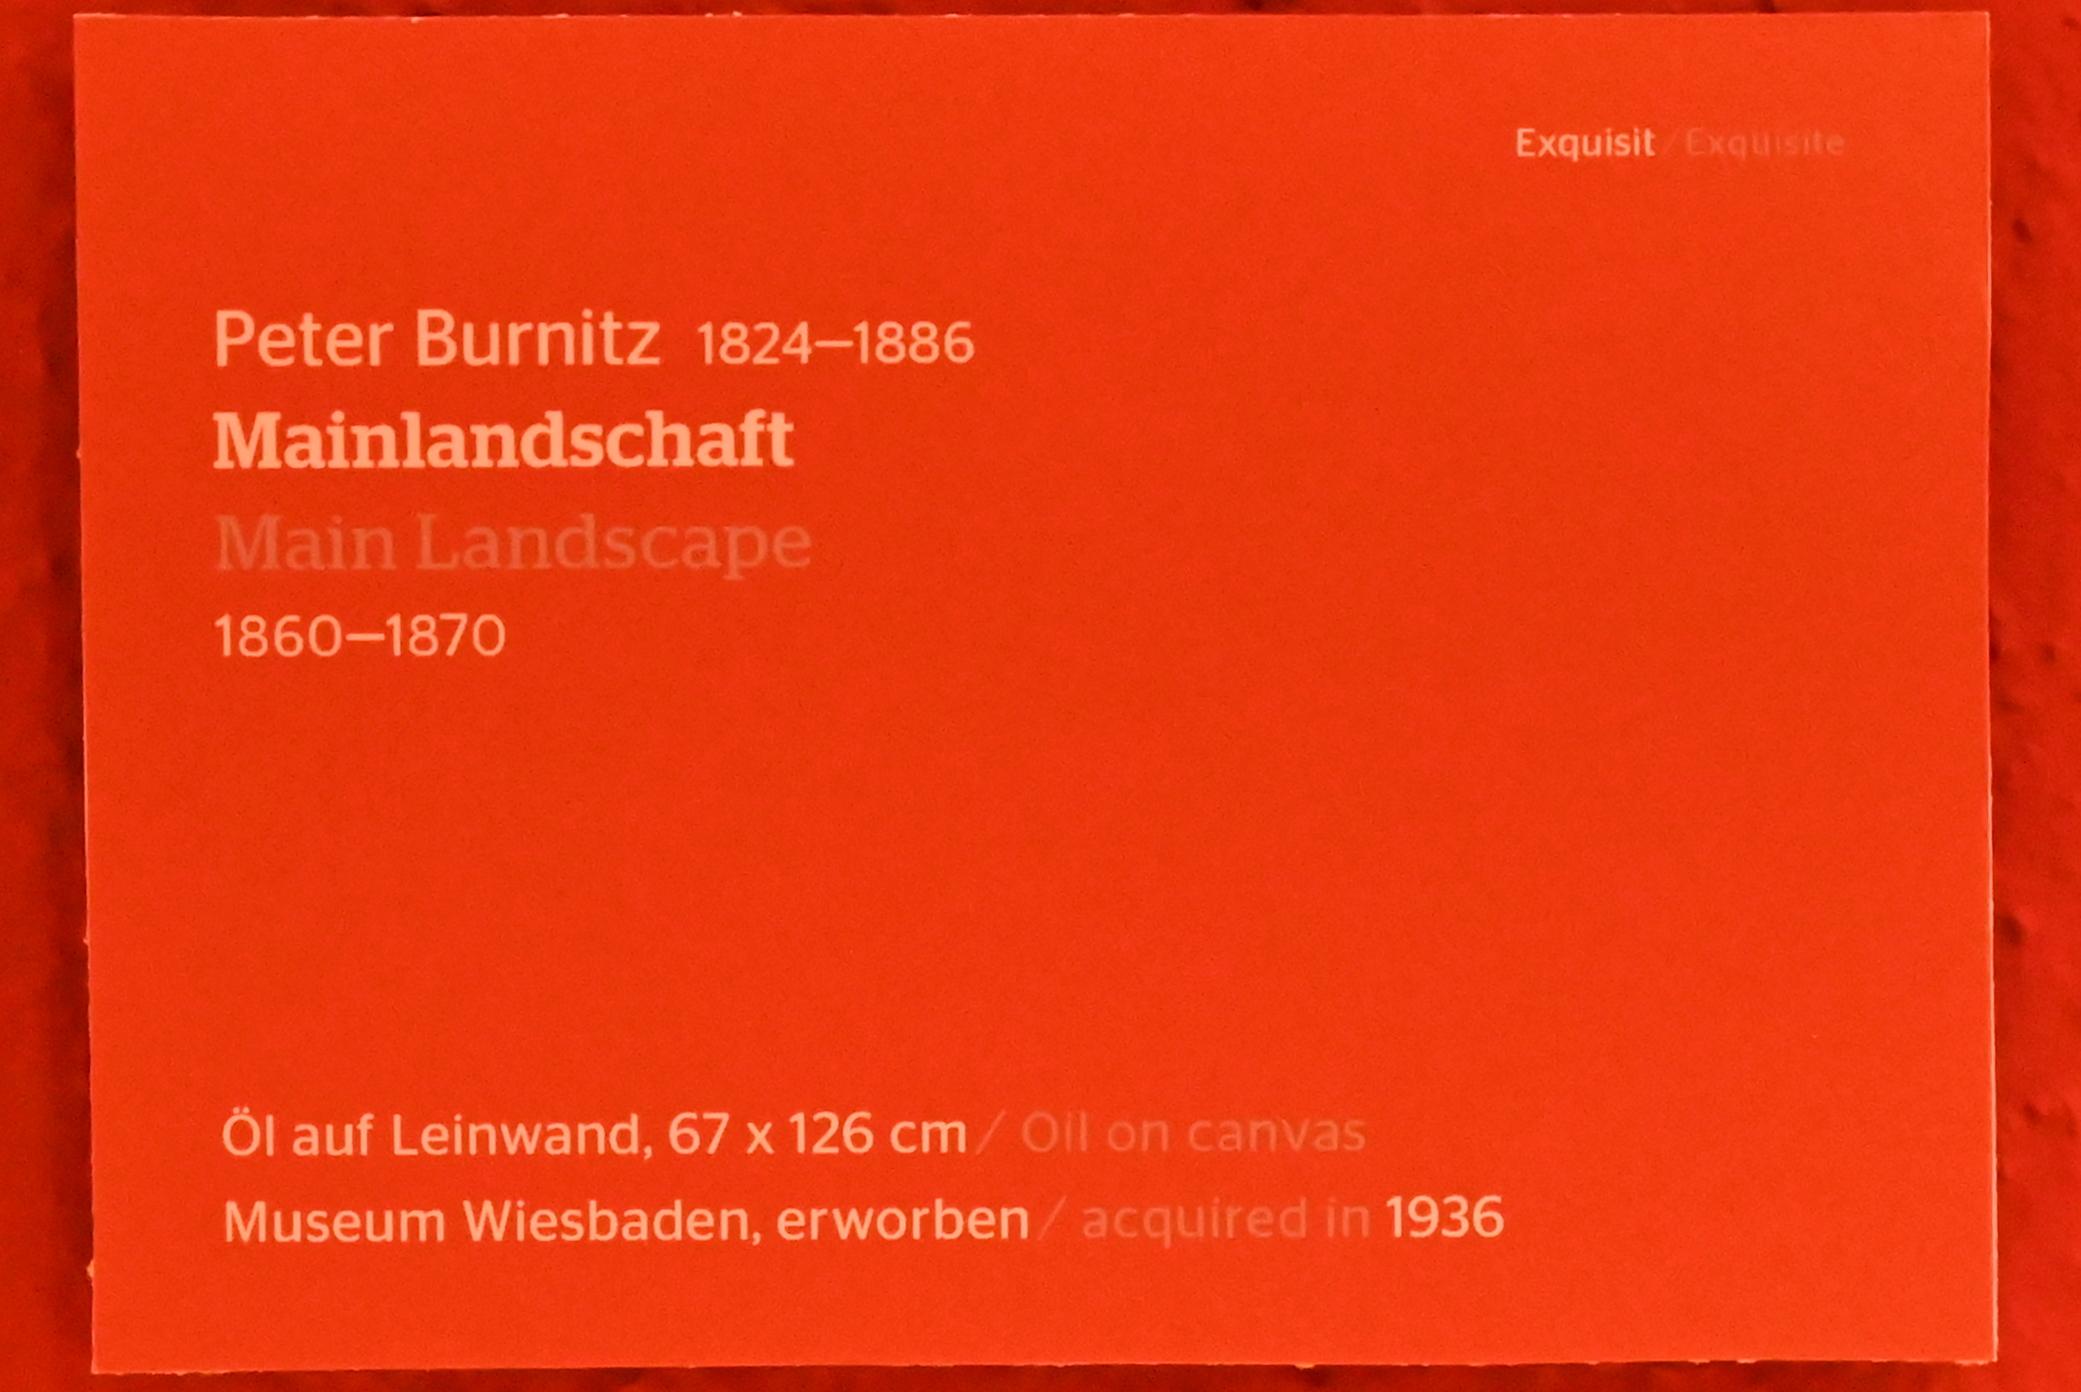 Exquisit / Exquisite
Peter Burnitz 1824–1886
Mainlandschaft
Main Landscape
1860–1870
Öl auf Leinwand, 67 x 126 cm / Oil on canvas
Museum Wiesbaden, erworben / acquired in 1936